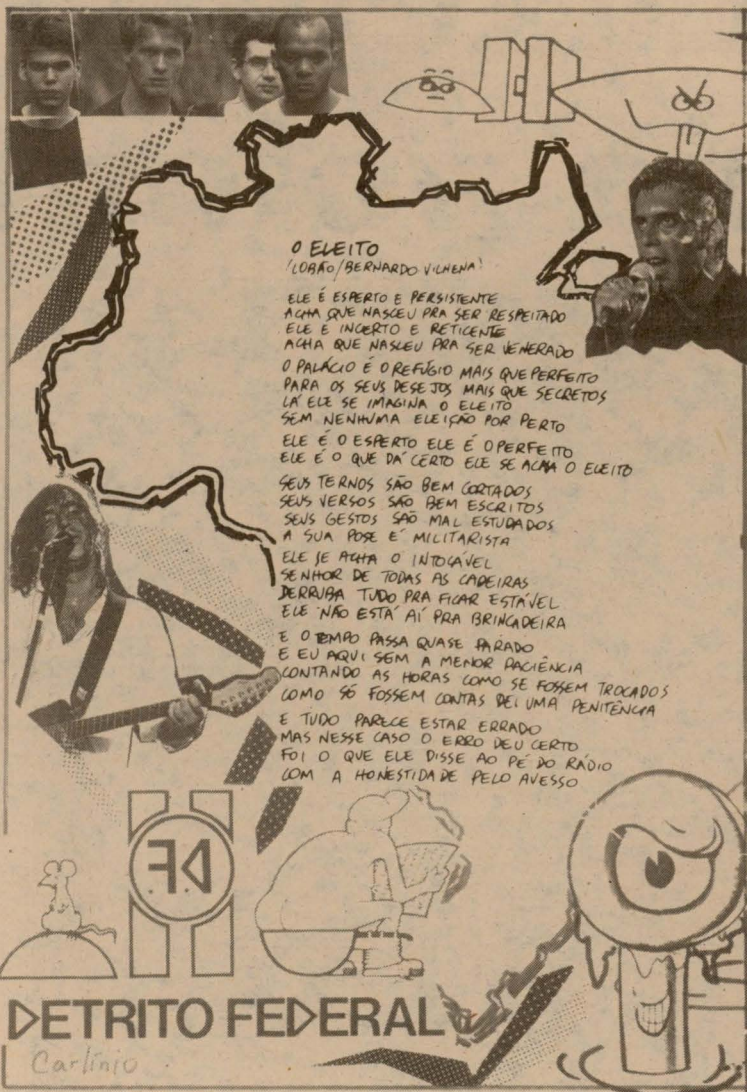 O ELEITO
(LOBÃO/BERNARDO VILHENA)
ELE É ESPERTO E PERSISTENTE
ACHA QUE NASCEU PRA SER RESPEITADO
ELE E INCERTO E RETICENTE
ACHA QUE NASCEU PRA SER VENERADO
O PALÁCIO É O REFÚGIO MAIS QUE PERFEITO
PARA OS SEUS DESEJOS MAIS QUE SECRETOS
LÁ ELE SE IMAGINA O ELEITO
SEM NENHUMA ELEIÇÃO POR PERTO
ELE É O ESPERTO ELE É O PERFEITO
ELE É O QUE DÁ CERTO ELE SE ACHA O ELEITO
SEUS TERNOS SÃO BEM CORTADOS
SEUS VERSOS SÃO BEM ESCRITOS
SEUS GESTOS SÃO MAL ESTUDADOS
A SUA POSE É MILITARISTA
ELE SE ACHA O INTOCÁVEL
SENHOR DE TODAS AS CADEIRAS
DERRUBA TUDO PRA FICAR ESTÁVEL
ELE NÃO ESTÁ AÍ PRA BRINCADEIRA
E O TEMPO PASSA QUASE PARADO
E EU AQUI SEM A MENOR PACIÊNCIA
CONTANDO AS HORAS COMO SE FOSSEM TROCADOS
COMO SE FOSSEM CONTAS DE UMA PENITÊNCIA
E TUDO PARECE ESTAR ERRADO
MAS NESSE CASO O ERRO DEU CERTO
FOI O QUE ELE DISSE AO PÉ DO RÁDIO
COM A HONESTIDADE PELO AVESSO
D.F.
DETRITO FEDERAL
Carlínio